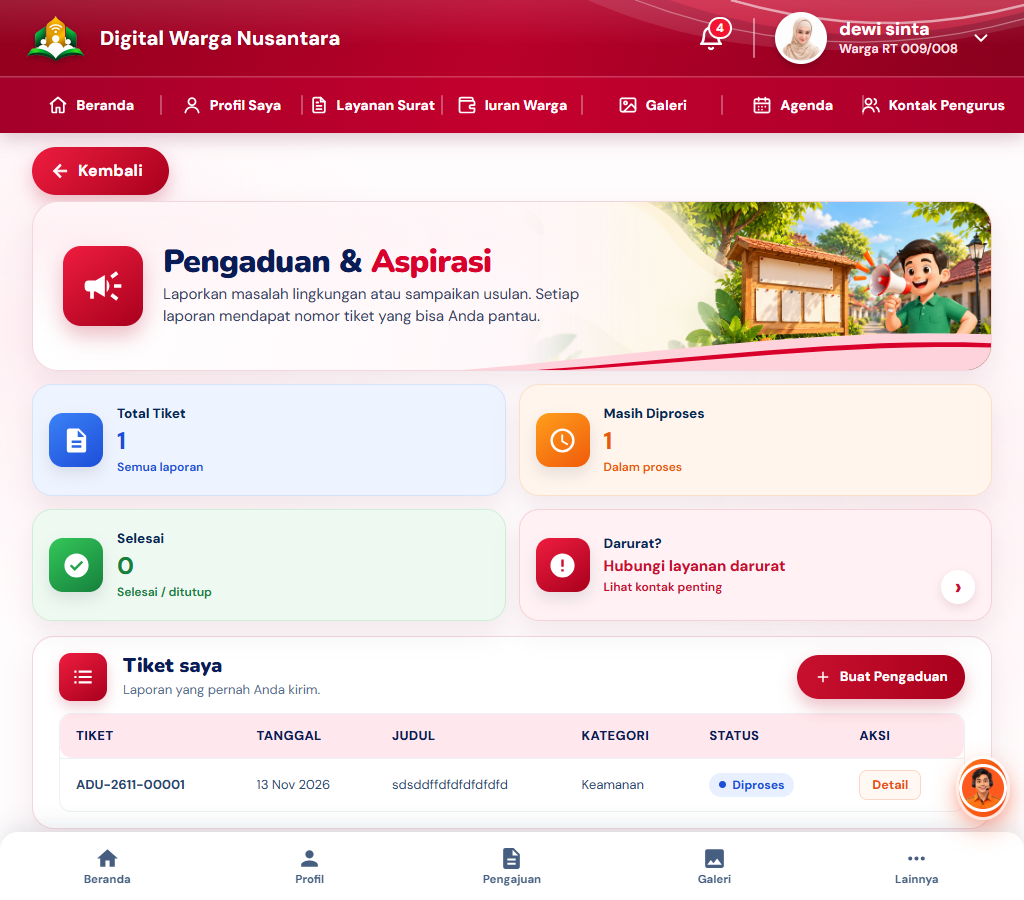 Digital Warga Nusantara
4
dewi sinta
Warga RT 009/008
Beranda
Profil Saya
Layanan Surat
Iuran Warga
Galeri
Agenda
Kontak Pengurus
Kembali
Pengaduan & Aspirasi
Laporkan masalah lingkungan atau sampaikan usulan. Setiap
laporan mendapat nomor tiket yang bisa Anda pantau.
Total Tiket
1
Semua laporan
Masih Diproses
1
Dalam proses
Selesai
0
Selesai / ditutup
Darurat?
Hubungi layanan darurat
Lihat kontak penting
Tiket saya
Laporan yang pernah Anda kirim.
+ Buat Pengaduan
TIKET TANGGAL JUDUL KATEGORI STATUS AKSI
ADU-2611-00001 13 Nov 2026 sdsddffdfdfdfdfdfd Keamanan Diproses Detail
Beranda
Profil
Pengajuan
Galeri
Lainnya